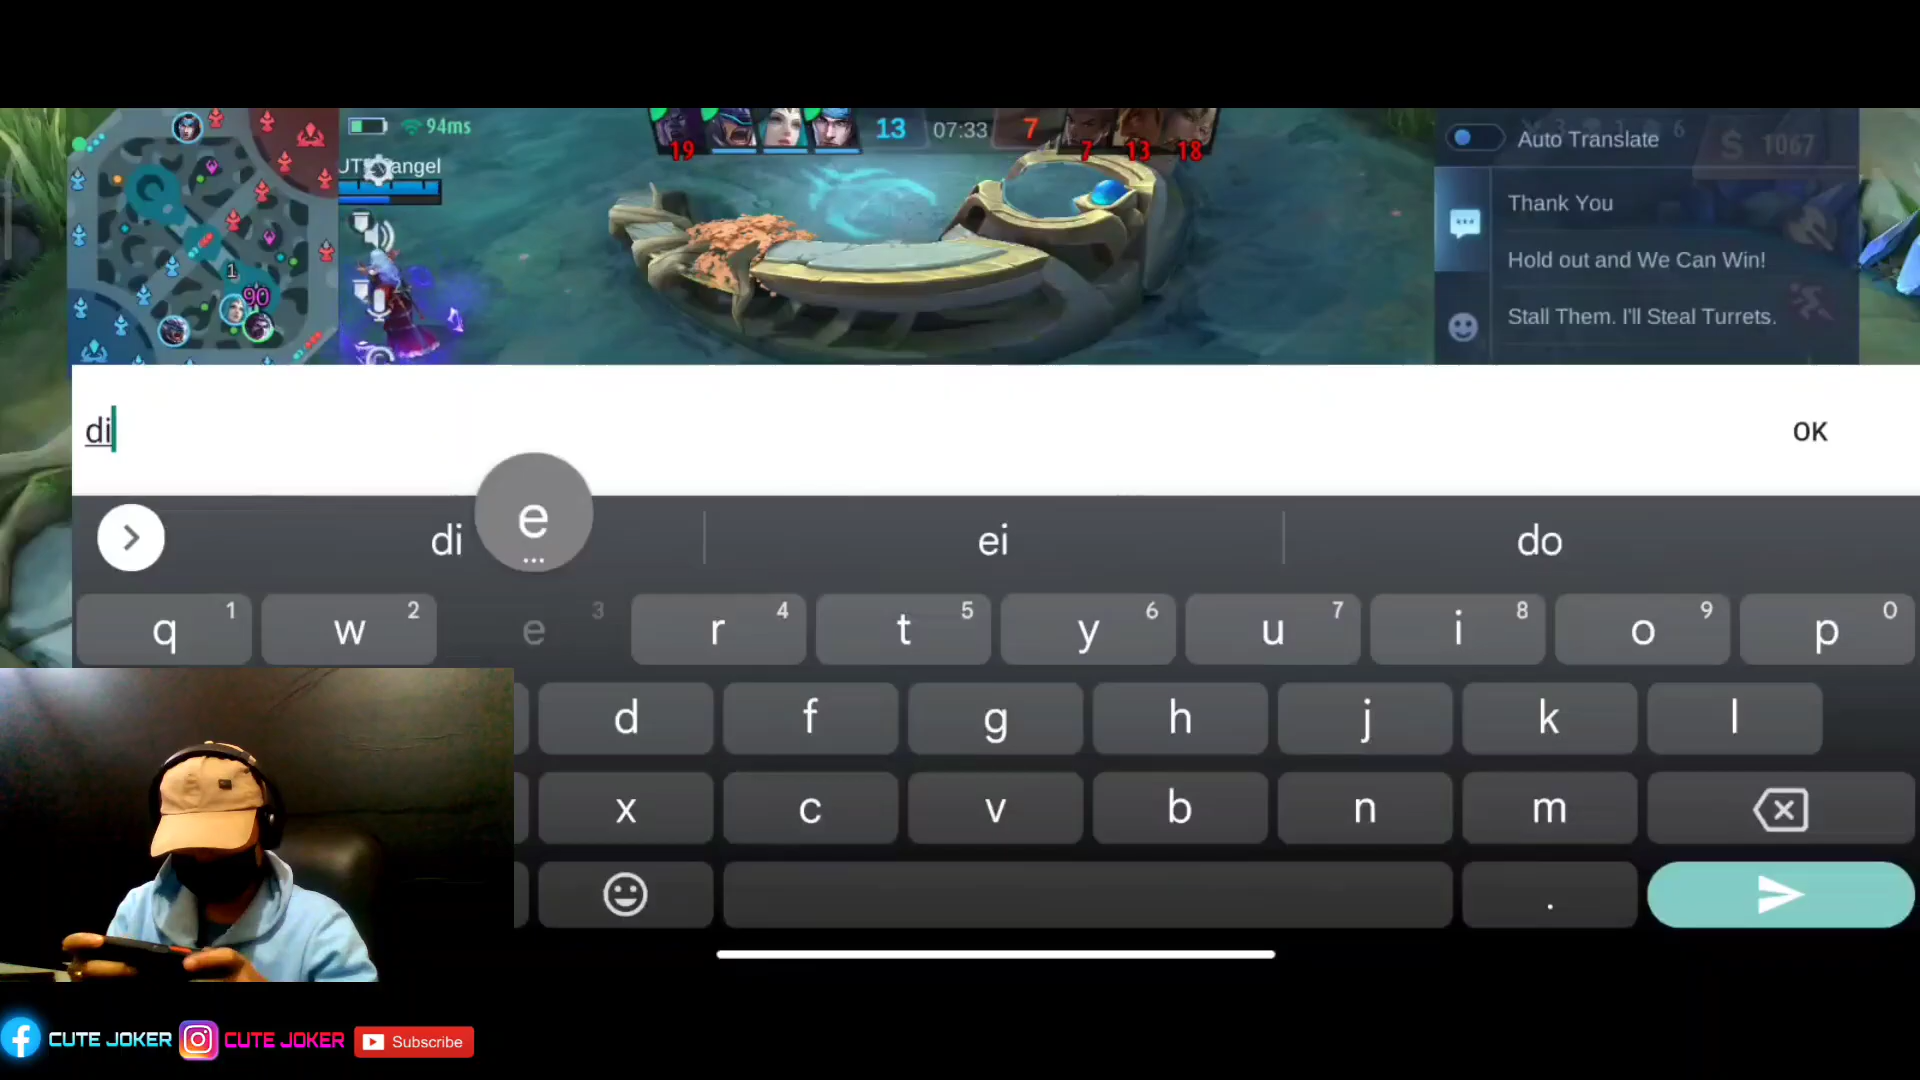 94ms
13 07:33 7
19
7 13 18
angel
1
90
Auto Translate
$ 1067
Thank You
Hold out and We Can Win!
Stall Them. I'll Steal Turrets.
di
OK
e
di ei do
q 1 w 2 e 3 r 4 t 5 y 6 u 7 i 8 o 9 p 0
d f g h j k l
x c v b n m
.
CUTE JOKER CUTE JOKER Subscribe